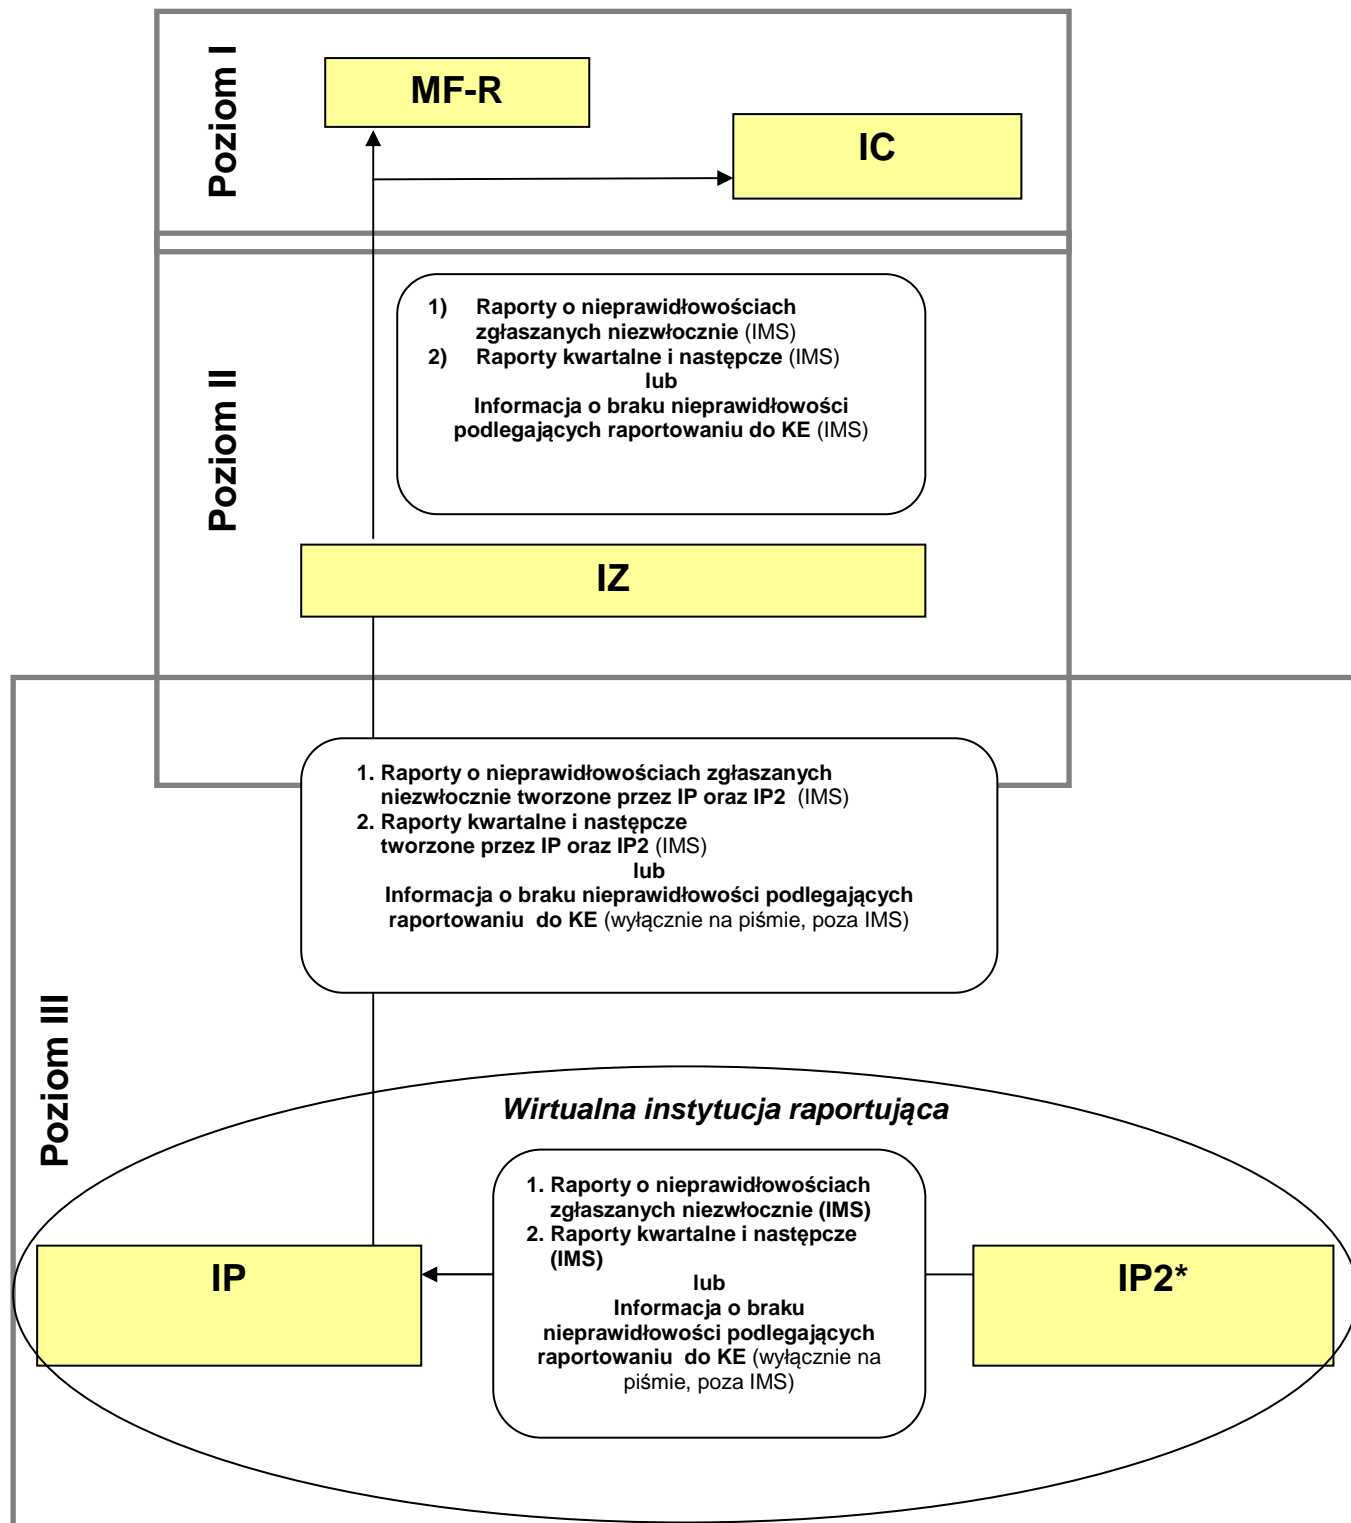 Poziom I
MF-R
IC
Poziom II
1) Raporty o nieprawidłowościach
zgłaszanych niezwłocznie (IMS)
2) Raporty kwartalne i następcze (IMS)
lub
Informacja o braku nieprawidłowości
podlegających raportowaniu do KE (IMS)
IZ
Poziom III
1. Raporty o nieprawidłowościach zgłaszanych
niezwłocznie tworzone przez IP oraz IP2 (IMS)
2. Raporty kwartalne i następcze
tworzone przez IP oraz IP2 (IMS)
lub
Informacja o braku nieprawidłowości podlegających
raportowaniu do KE (wyłącznie na piśmie, poza IMS)
Wirtualna instytucja raportująca
IP
1. Raporty o nieprawidłowościach
zgłaszanych niezwłocznie (IMS)
2. Raporty kwartalne i następcze
(IMS)
lub
Informacja o braku
nieprawidłowości podlegających
raportowaniu do KE (wyłącznie na
piśmie, poza IMS)
IP2*